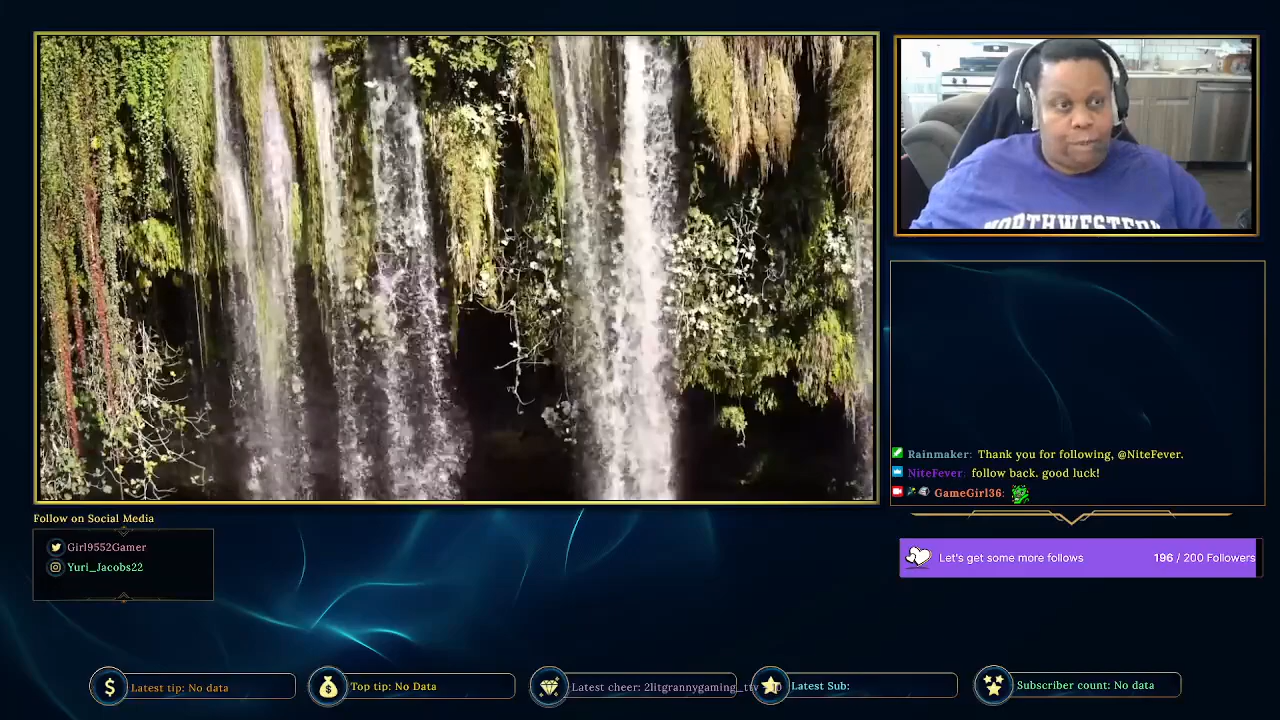 NORTHWESTERN
Rainmaker: Thank you for following, @NiteFever.
NiteFever: follow back. good luck!
GameGirl36:
Follow on Social Media
Girl9552Gamer
Yuri_Jacobs22
Let's get some more follows 196 / 200 Followers
Latest tip: No data
Top tip: No Data
Latest cheer: 2litgrannygaming_ttv
Latest Sub:
Subscriber count: No data